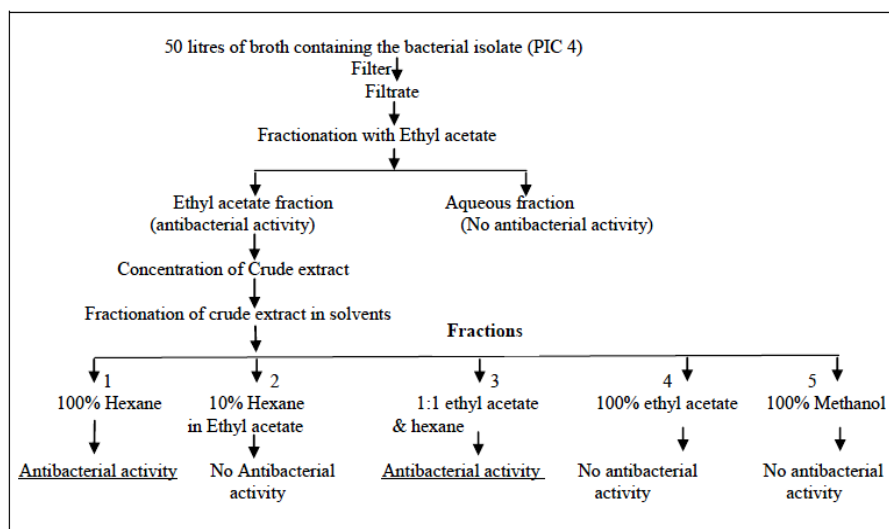 50 litres of broth containing the bacterial isolate (PIC 4)
Filter
Filtrate
Fractionation with Ethyl acetate
Ethyl acetate fraction
(antibacterial activity)
Aqueous fraction
(No antibacterial activity)
Concentration of Crude extract
Fractionation of crude extract in solvents
Fractions
1
100% Hexane
Antibacterial activity
2
10% Hexane
in Ethyl acetate
No Antibacterial
activity
3
1:1 ethyl acetate
& hexane
Antibacterial activity
4
100% ethyl acetate
No antibacterial
activity
5
100% Methanol
No antibacterial
activity